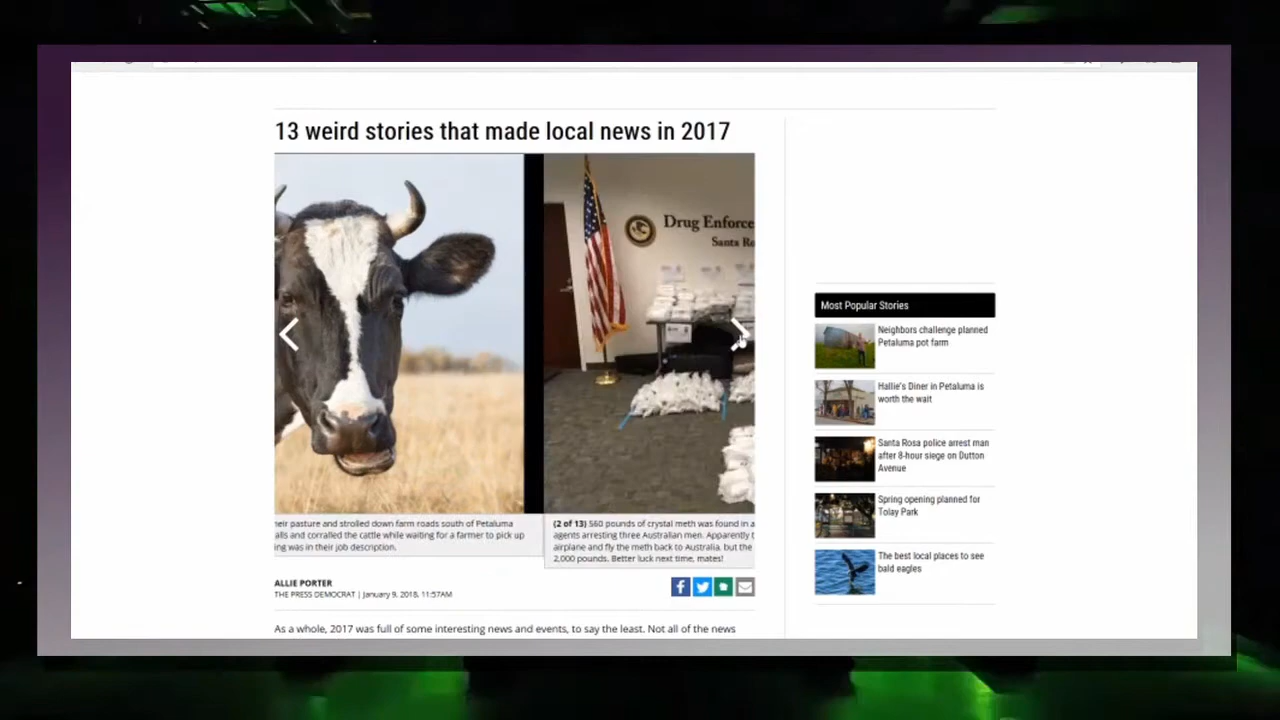 13 weird stories that made local news in 2017
Drug Enforce
Santa Ro
heir pasture and strolled down farm roads south of Petaluma
alls and corralled the cattle while waiting for a farmer to pick up
ing was in their job description.
(2 of 13) 560 pounds of crystal meth was found in a
agents arresting three Australian men. Apparently t
airplane and fly the meth back to Australia, but the
2,000 pounds. Better luck next time, mates!
ALLIE PORTER
THE PRESS DEMOCRAT | January 9, 2018, 11:57AM
As a whole, 2017 was full of some interesting news and events, to say the least. Not all of the news
Most Popular Stories
Neighbors challenge planned
Petaluma pot farm
Hallie's Diner in Petaluma is
worth the wait
Santa Rosa police arrest man
after 8-hour siege on Dutton
Avenue
Spring opening planned for
Tolay Park
The best local places to see
bald eagles